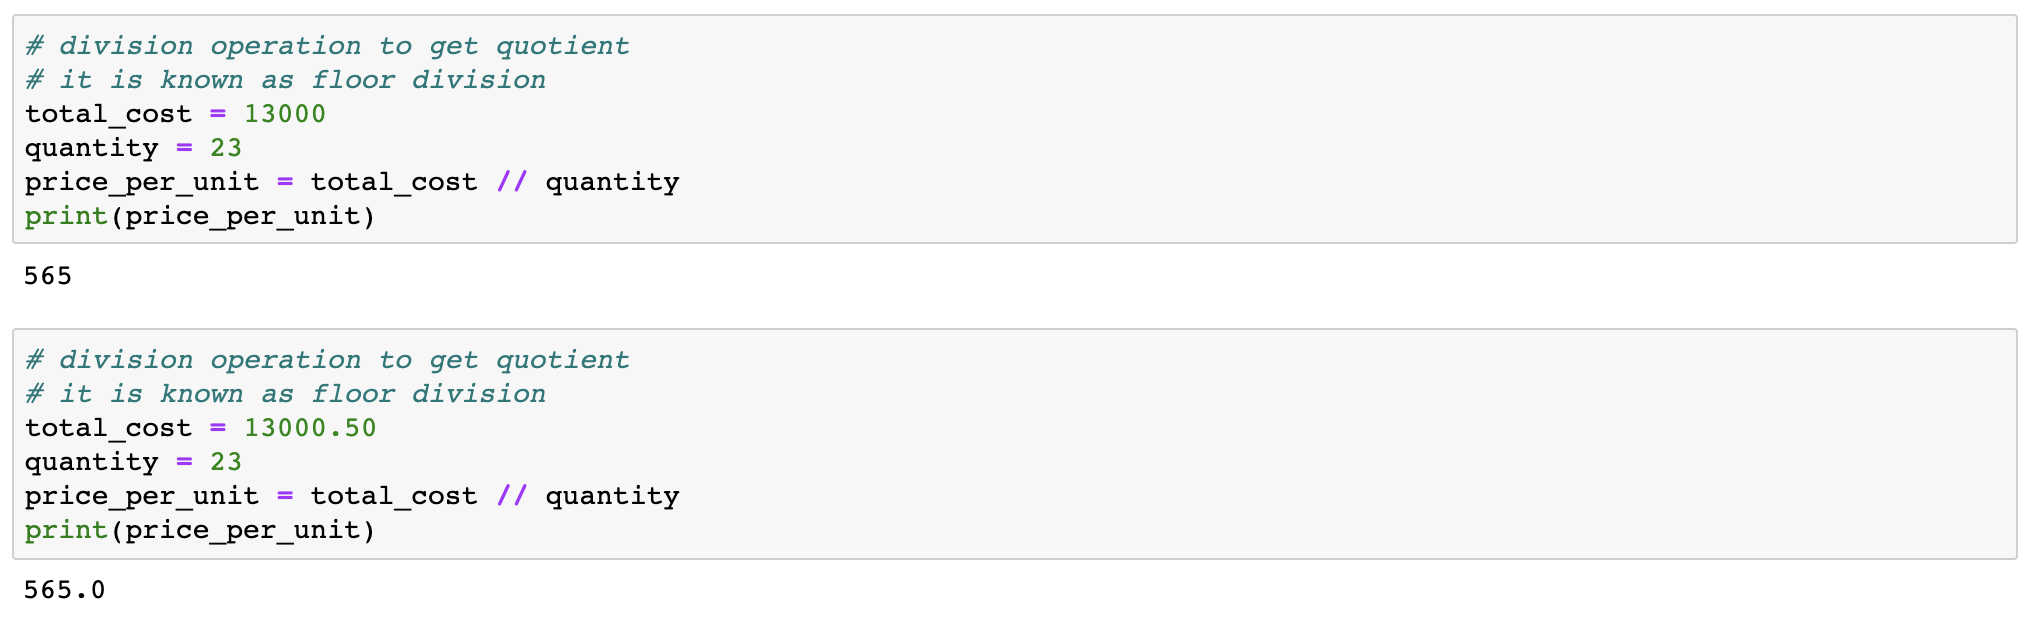 # division operation to get quotient
# it is known as floor division
total_cost = 13000
quantity = 23
price_per_unit = total_cost // quantity
print(price_per_unit)
565
# division operation to get quotient
# it is known as floor division
total_cost = 13000.50
quantity = 23
price_per_unit = total_cost // quantity
print(price_per_unit)
565.0